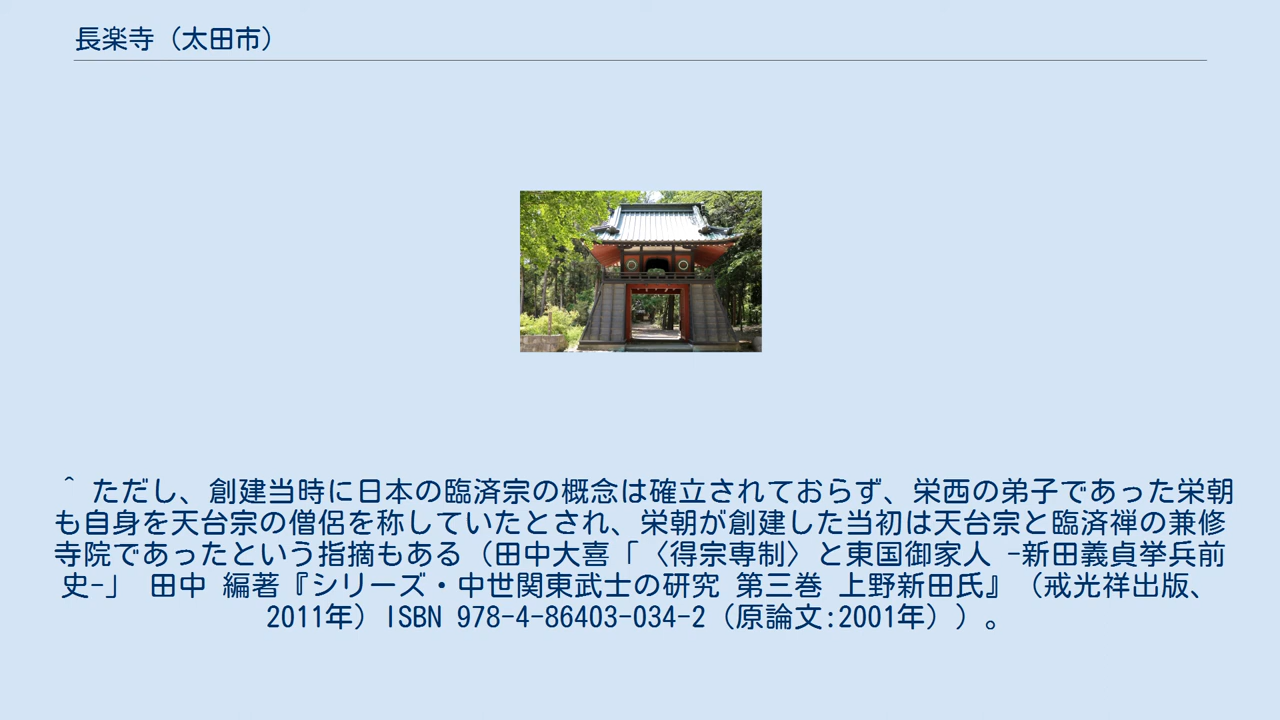 長楽寺（太田市）
^ ただし、創建当時に日本の臨済宗の概念は確立されておらず、栄西の弟子であった栄朝
も自身を天台宗の僧侶を称していたとされ、栄朝が創建した当初は天台宗と臨済禅の兼修
寺院であったという指摘もある（田中大喜「〈得宗専制〉と東国御家人 -新田義貞挙兵前
史-」 田中 編著『シリーズ・中世関東武士の研究 第三巻 上野新田氏』（戒光祥出版、
2011年）ISBN 978-4-86403-034-2（原論文:2001年））。